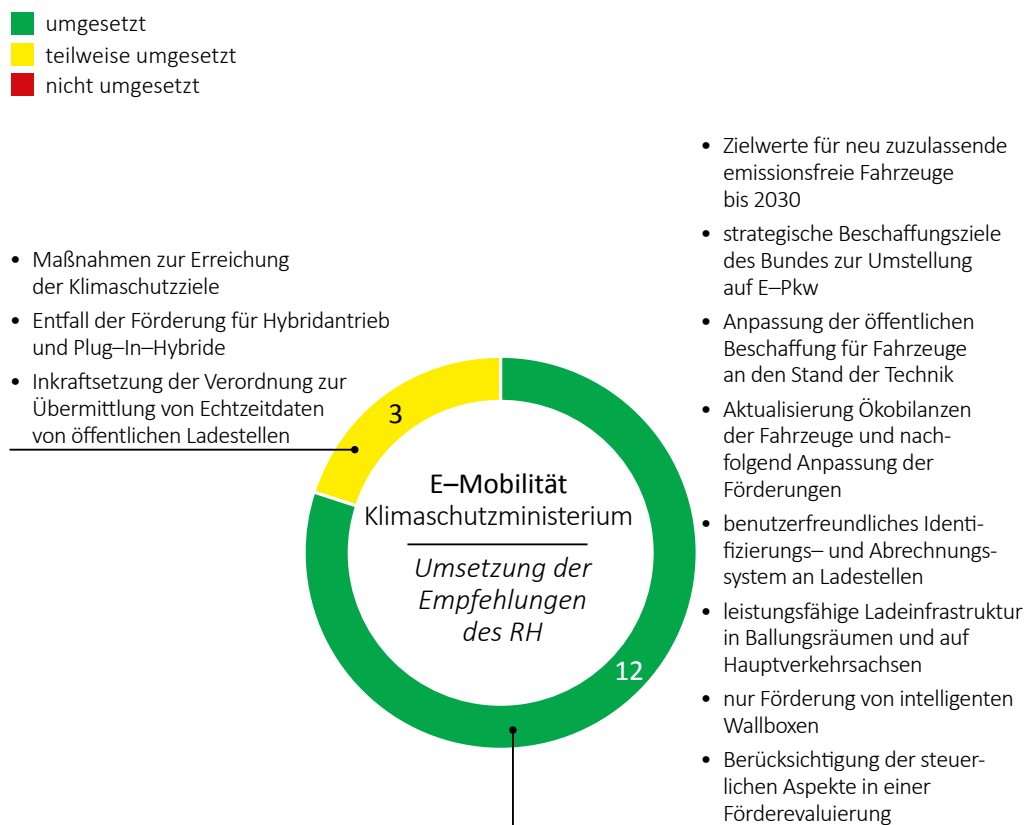 umgesetzt
teilweise umgesetzt
nicht umgesetzt
• Maßnahmen zur Erreichung
der Klimaschutzziele
• Entfall der Förderung für Hybridantrieb
und Plug–In–Hybride
• Inkraftsetzung der Verordnung zur
Übermittlung von Echtzeitdaten
von öffentlichen Ladestellen
3
E–Mobilität
Klimaschutzministerium
Umsetzung der
Empfehlungen
des RH
12
• Zielwerte für neu zuzulassende
emissionsfreie Fahrzeuge
bis 2030
• strategische Beschaffungsziele
des Bundes zur Umstellung
auf E–Pkw
• Anpassung der öffentlichen
Beschaffung für Fahrzeuge
an den Stand der Technik
• Aktualisierung Ökobilanzen
der Fahrzeuge und nach-
folgend Anpassung der
Förderungen
• benutzerfreundliches Identi-
fizierungs– und Abrechnungs-
system an Ladestellen
• leistungsfähige Ladeinfrastruktur
in Ballungsräumen und auf
Hauptverkehrsachsen
• nur Förderung von intelligenten
Wallboxen
• Berücksichtigung der steuer-
lichen Aspekte in einer
Förderevaluierung